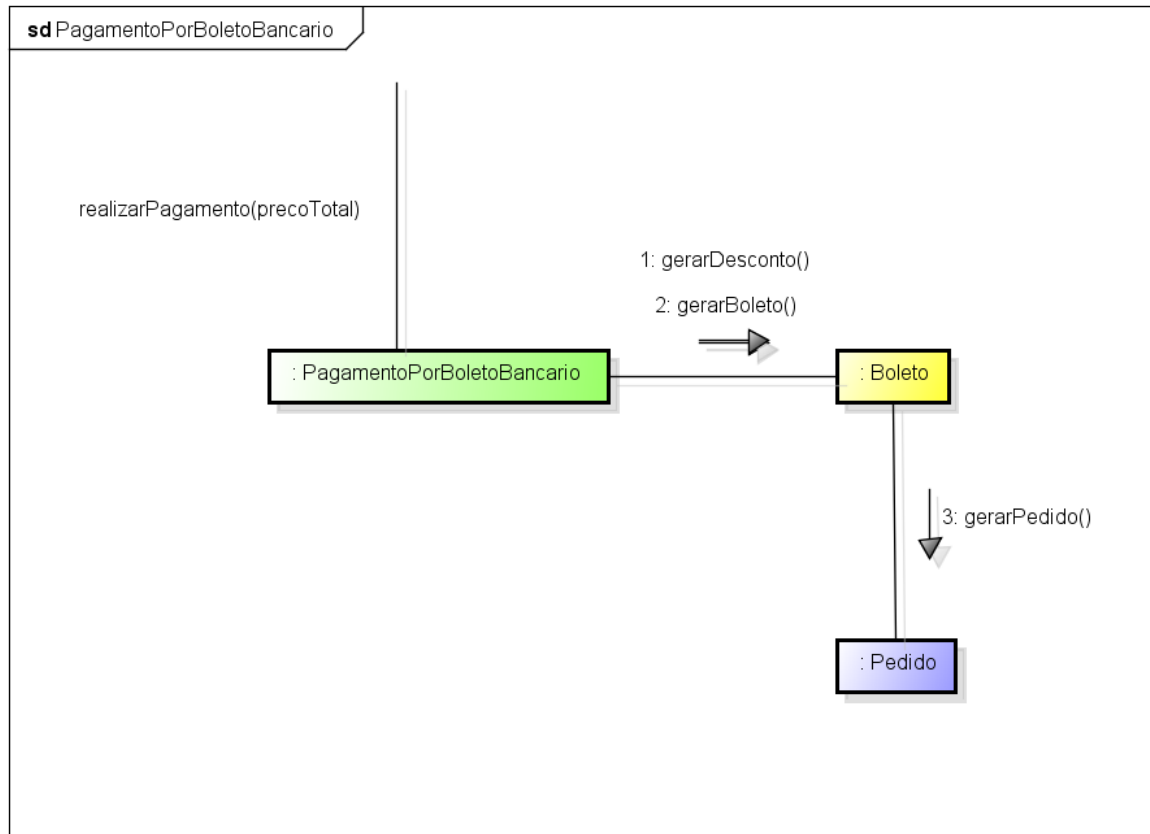 sd PagamentoPorBoletoBancario
realizarPagamento(precoTotal)
1: gerarDesconto()
2: gerarBoleto()
: PagamentoPorBoletoBancario
: Boleto
3: gerarPedido()
: Pedido